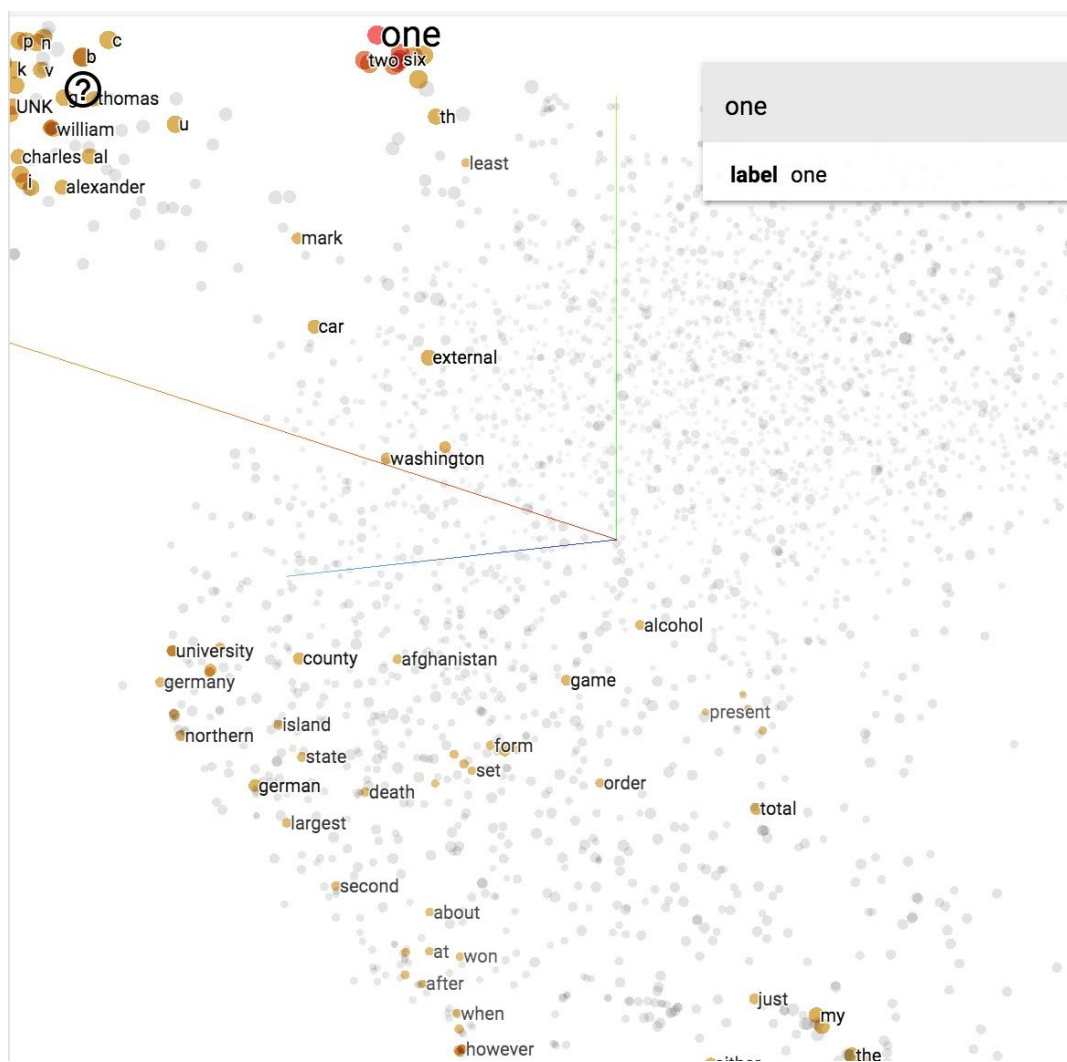 p n c
one
b
two six
k v
g ? thomas
UNK
th
u
william
one
charles al
least
label one
i alexander
mark
car
external
washington
alcohol
university
county
afghanistan
germany
game
present
island
northern
form
state
set
german
death
order
total
largest
second
about
at won
after
just
when
my
however
the